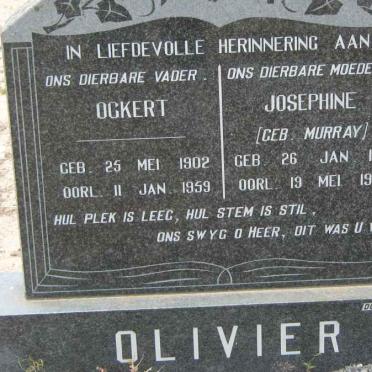 IN LIEFDEVOLLE HERINNERING AAN
ONS DIERBARE VADER.
OCKERT
GEB. 25 MEI 1902
OORL. 11 JAN. 1959
ONS DIERBARE MOEDE
JOSEPHINE
(GEB. MURRAY)
GEB. 26 JAN 1
OORL. 19 MEI 19
HUL PLEK IS LEEG, HUL STEM IS STIL,
ONS SWYG O HEER, DIT WAS U
OLIVIER